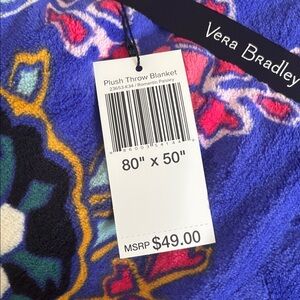 Vera Bradley
Plush Throw Blanket
80" x 50"
MSRP $49.00